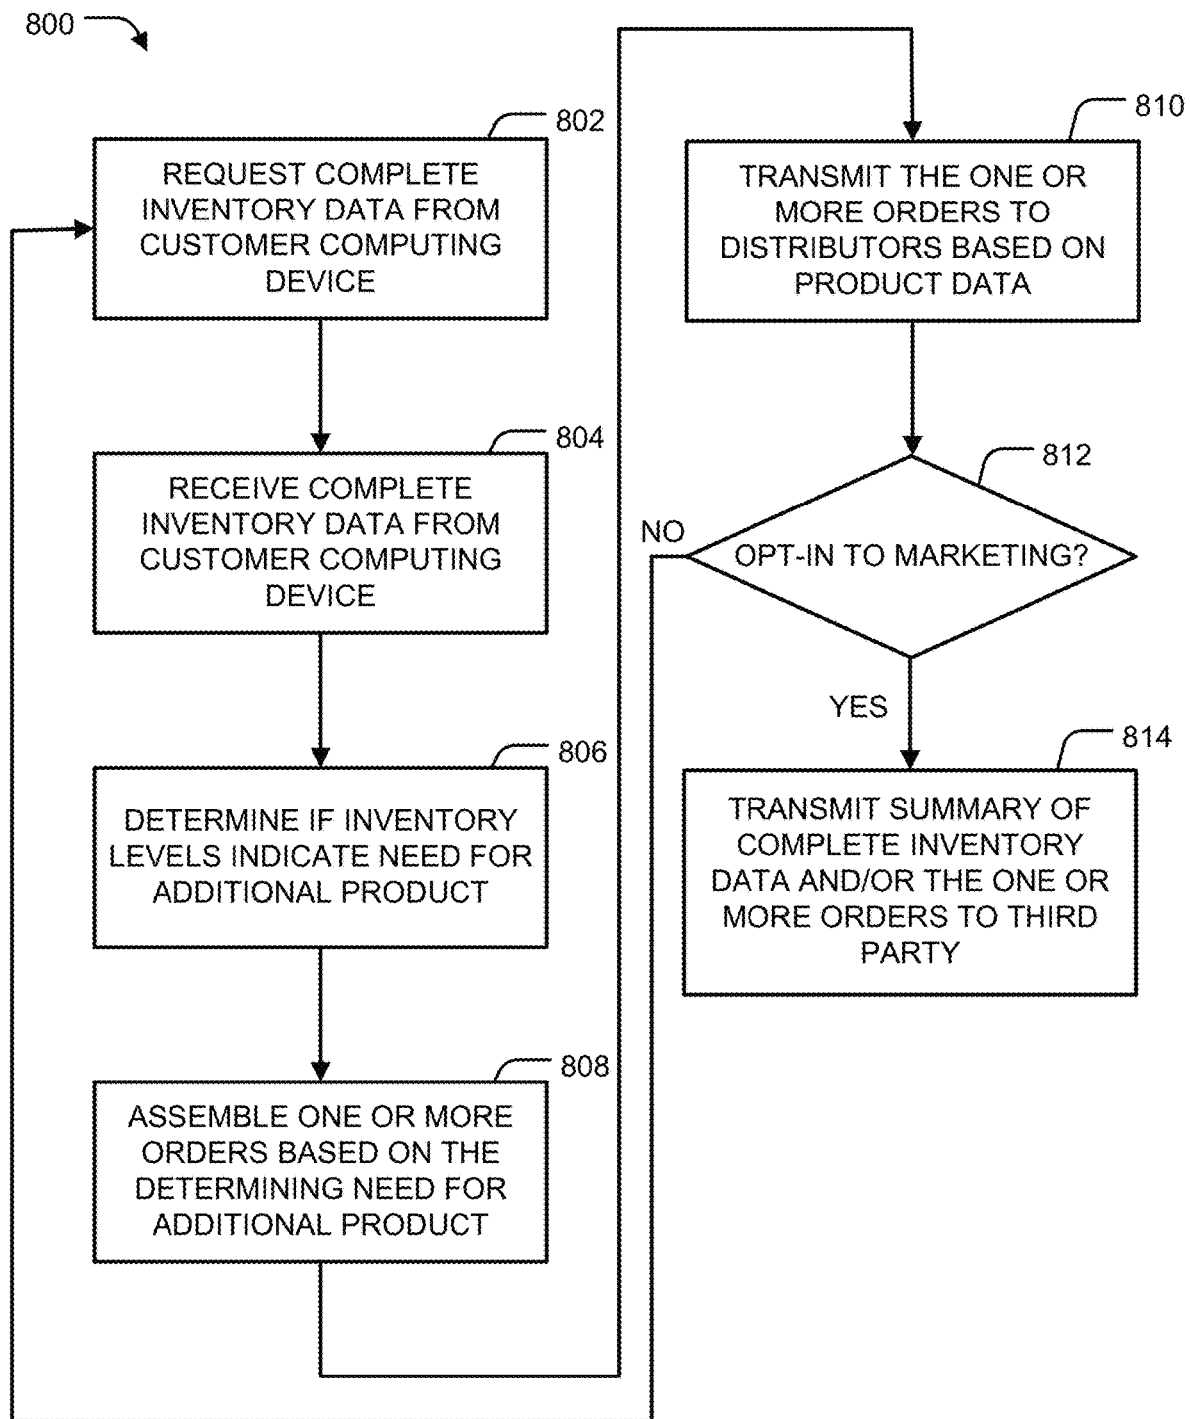 800
802
REQUEST COMPLETE
INVENTORY DATA FROM
CUSTOMER COMPUTING
DEVICE
804
RECEIVE COMPLETE
INVENTORY DATA FROM
CUSTOMER COMPUTING
DEVICE
806
DETERMINE IF INVENTORY
LEVELS INDICATE NEED FOR
ADDITIONAL PRODUCT
808
ASSEMBLE ONE OR MORE
ORDERS BASED ON THE
DETERMINING NEED FOR
ADDITIONAL PRODUCT
810
TRANSMIT THE ONE OR
MORE ORDERS TO
DISTRIBUTORS BASED ON
PRODUCT DATA
812
NO
OPT-IN TO MARKETING?
YES
814
TRANSMIT SUMMARY OF
COMPLETE INVENTORY
DATA AND/OR THE ONE OR
MORE ORDERS TO THIRD
PARTY